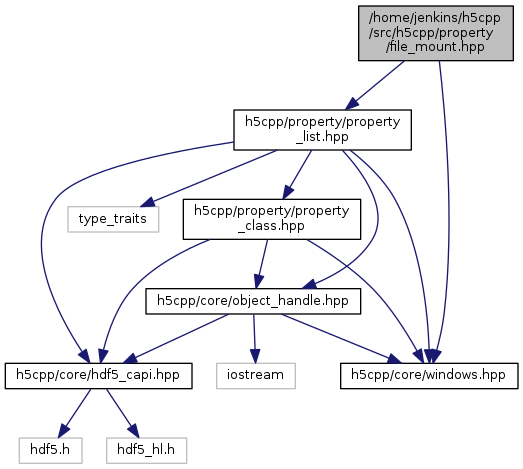 /home/jenkins/h5cpp
/src/h5cpp/property
/file_mount.hpp
h5cpp/property/property
_list.hpp
type_traits
h5cpp/property/property
_class.hpp
h5cpp/core/object_handle.hpp
h5cpp/core/hdf5_capi.hpp
iostream
h5cpp/core/windows.hpp
hdf5.h
hdf5_hl.h